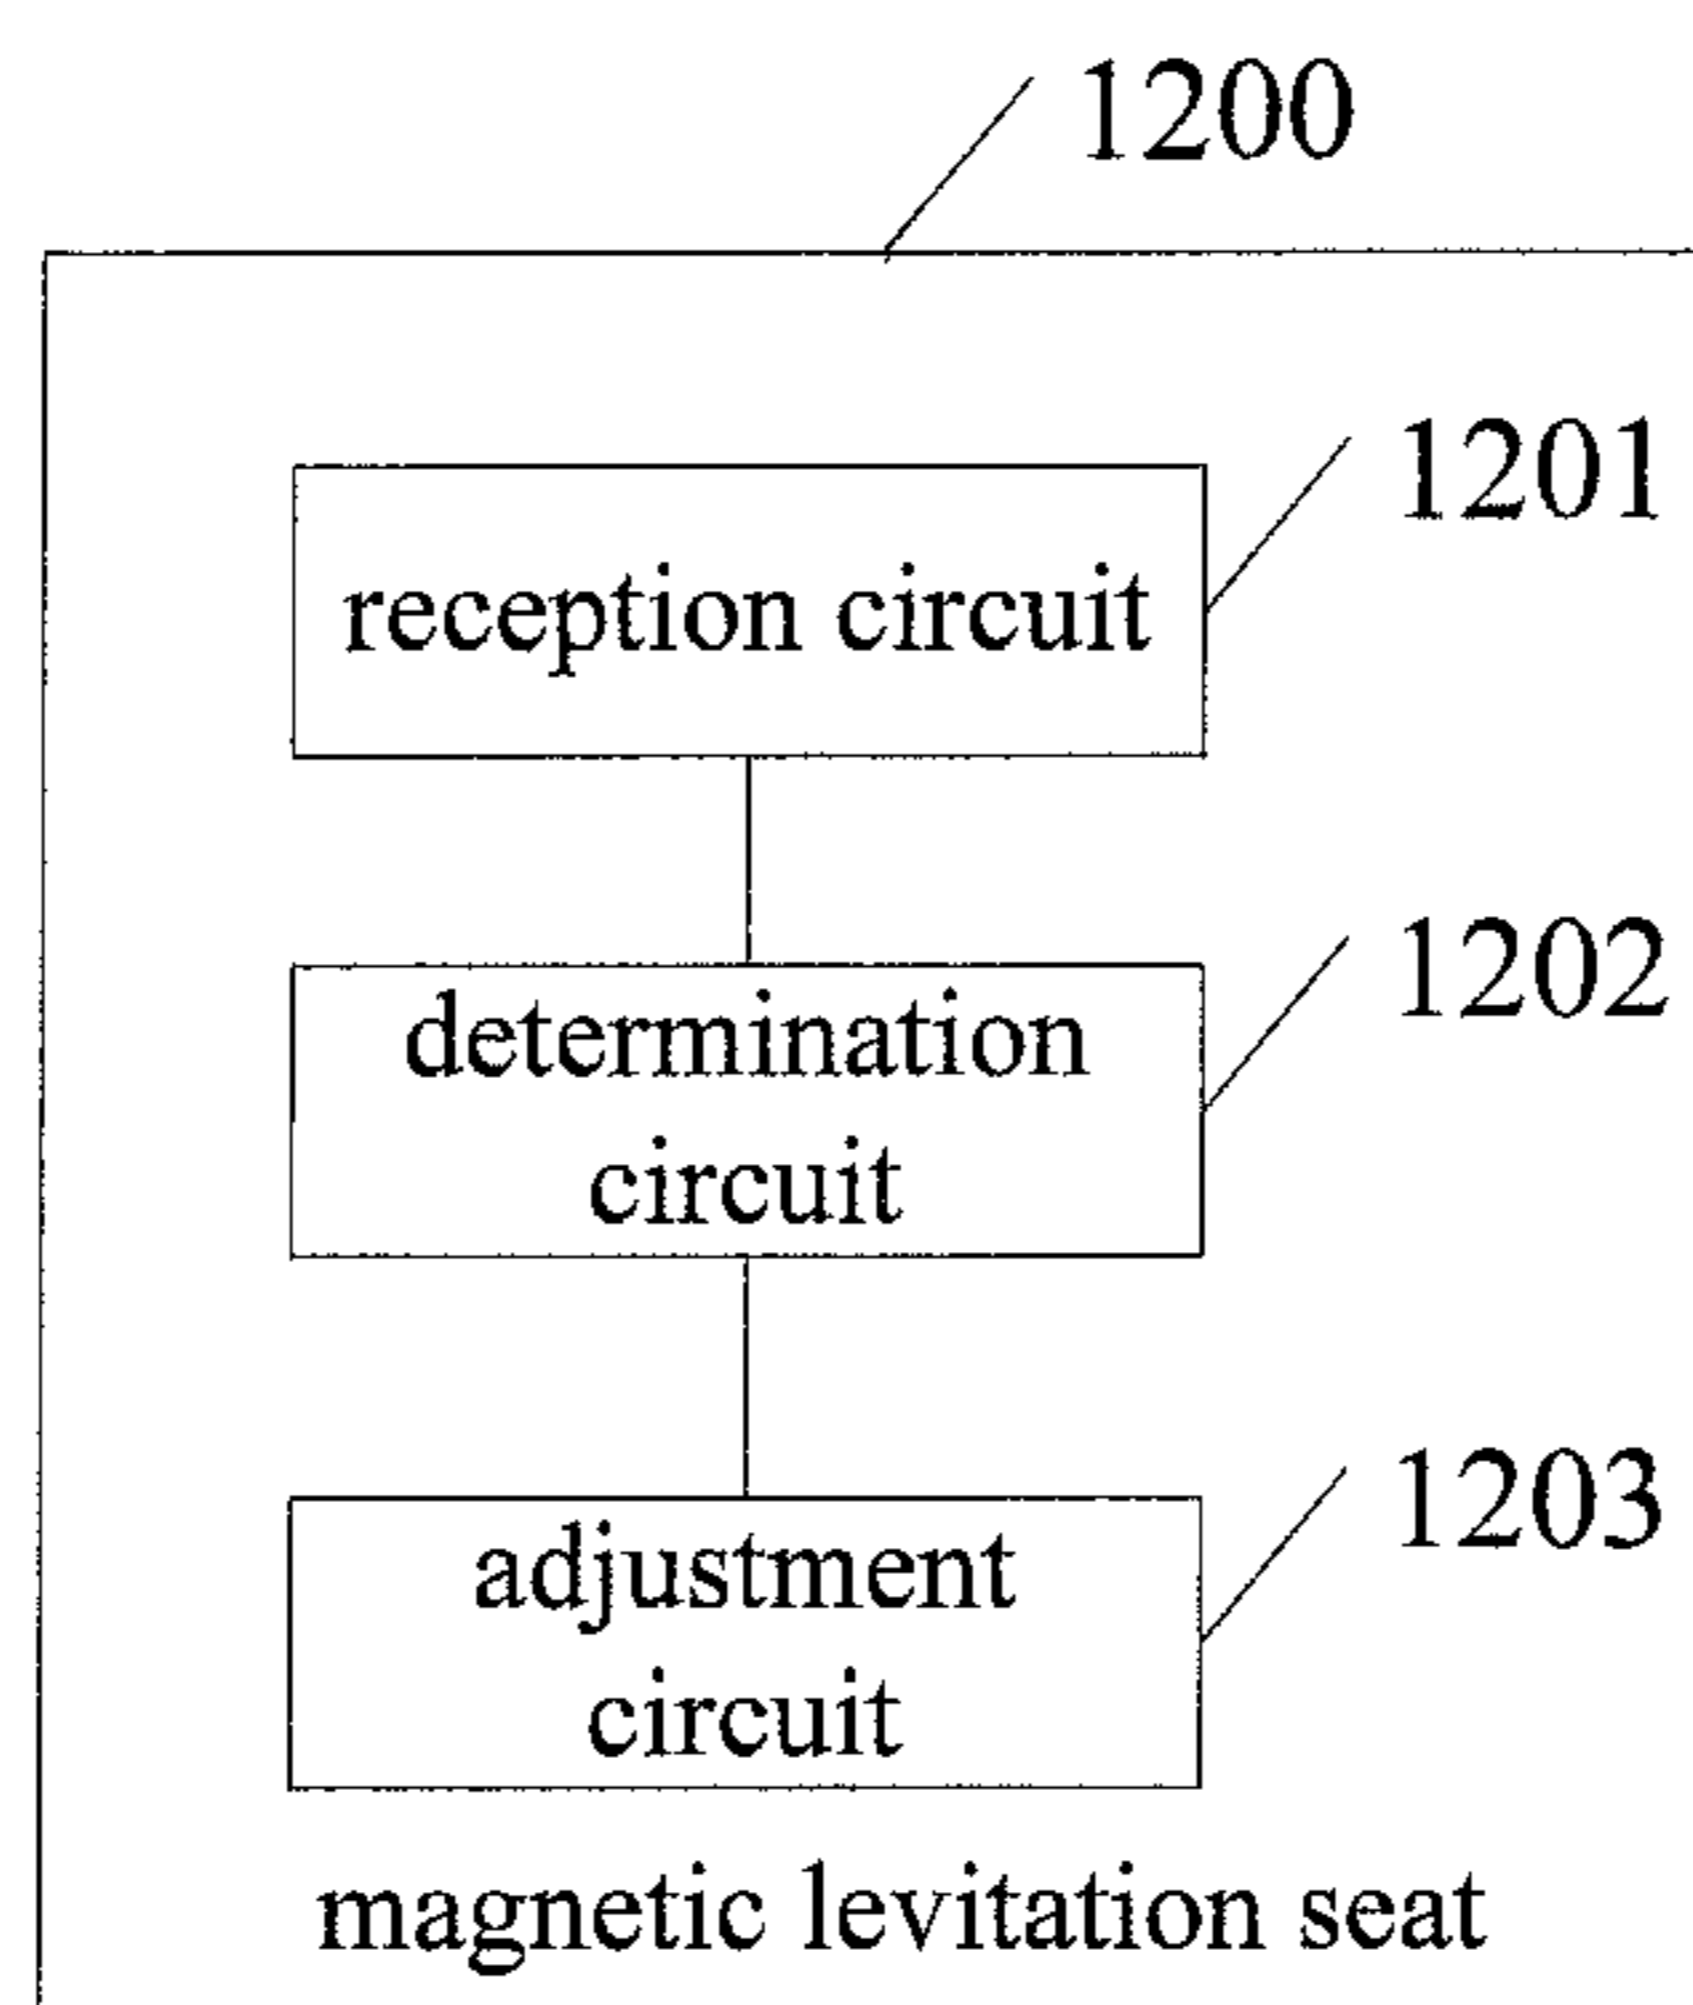 1200
1201
reception circuit
1202
determination
circuit
1203
adjustment
circuit
magnetic levitation seat